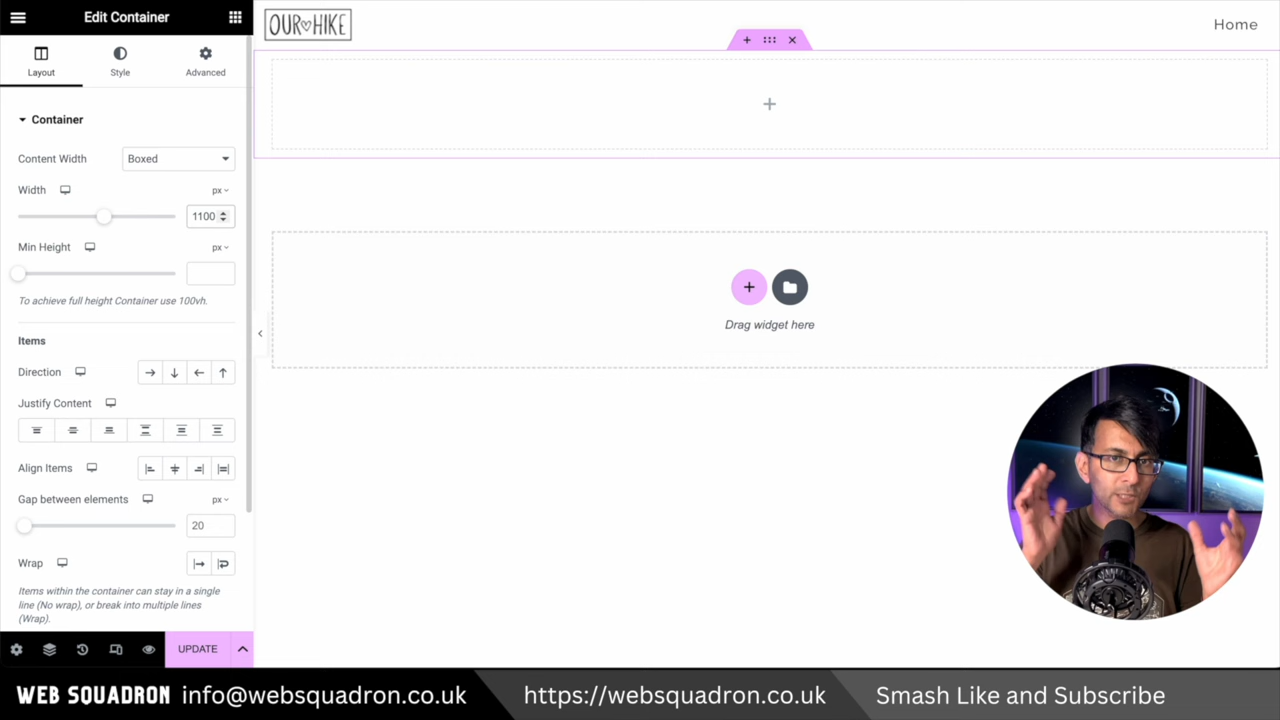 Edit Container
Layout
Style
Advanced
Container
Content Width
Boxed
Width
px
1100
Min Height
px
To achieve full height Container use 100vh.
Items
Direction
Justify Content
Align Items
Gap between elements
px
20
Wrap
Items within the container can stay in a single
line (No wrap), or break into multiple lines
(Wrap).
UPDATE
OUR HIKE
Home
Drag widget here
WEB SQUADRON
info@websquadron.co.uk
https://websquadron.co.uk
Smash Like and Subscribe